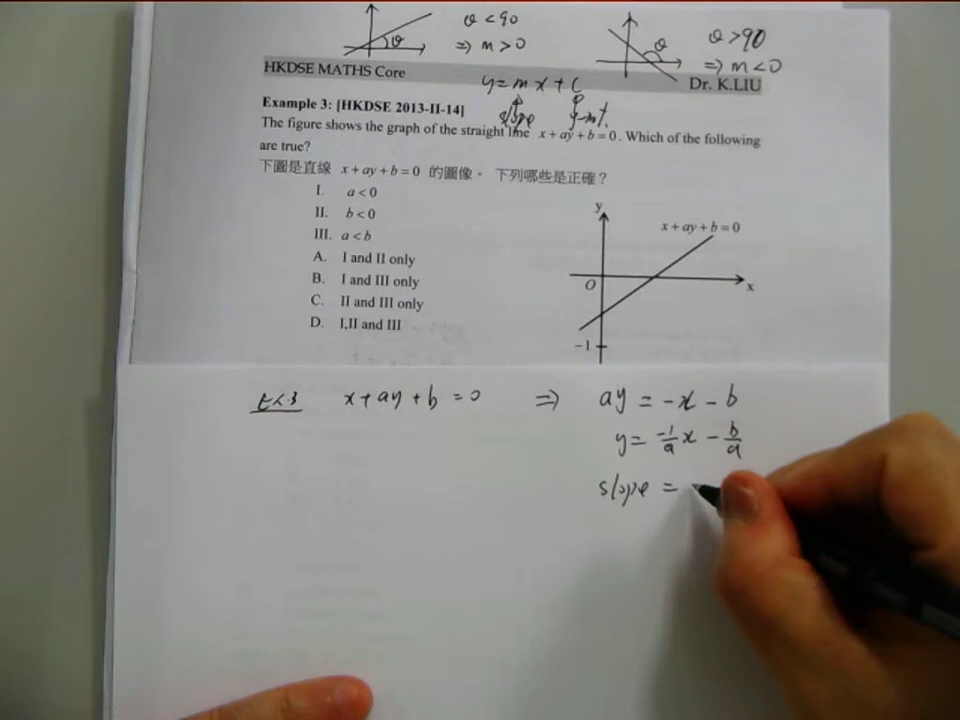 θ < 90
⇒ m > 0
θ
θ > 90
⇒ m < 0
θ
HKDSE MATHS Core
Dr. K.LIU
y = mx + c
slope y-int.
Example 3: [HKDSE 2013-II-14]
The figure shows the graph of the straight line x + ay + b = 0. Which of the following
are true?
下圖是直線 x + ay + b = 0 的圖像。 下列哪些是正確？
I. a < 0
II. b < 0
III. a < b
A. I and II only
B. I and III only
C. II and III only
D. I,II and III
y
x + ay + b = 0
O
x
−1
Ex.3 x + ay + b = 0 ⇒ ay = -x - b
y = -1/a x - b/a
slope =